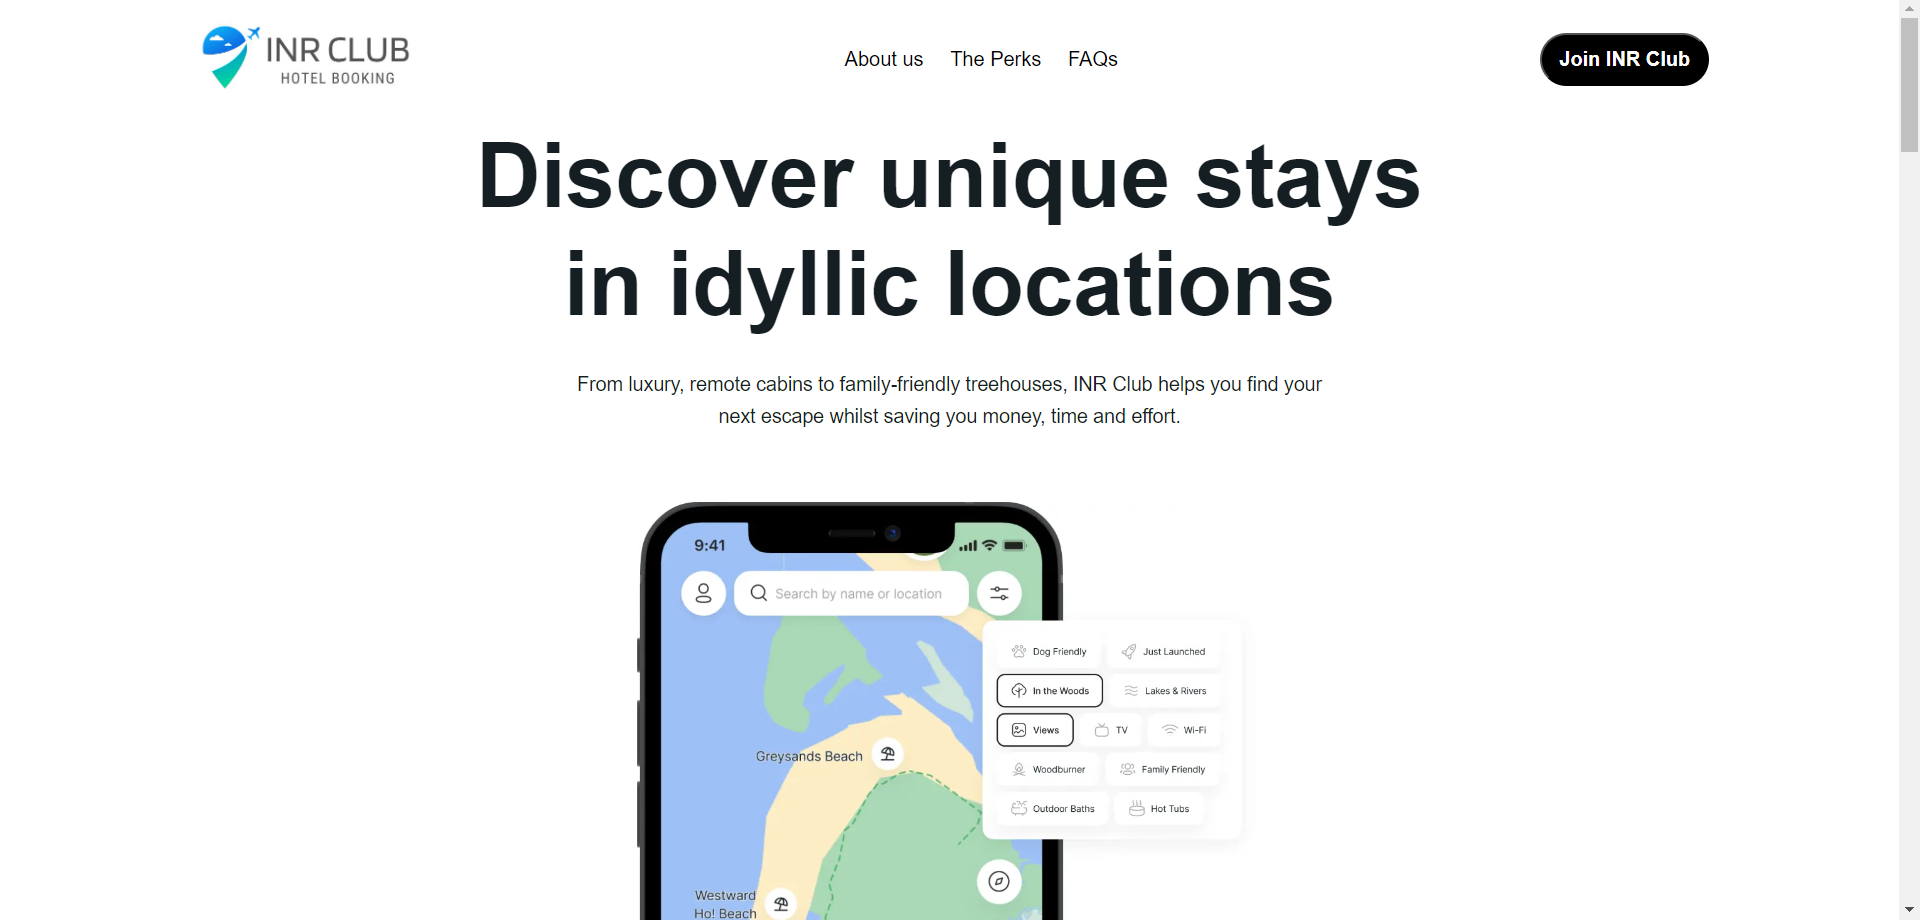 INR CLUB
HOTEL BOOKING
About us
The Perks
FAQs
Join INR Club
Discover unique stays
in idyllic locations
From luxury, remote cabins to family-friendly treehouses, INR Club helps you find your
next escape whilst saving you money, time and effort.
9:41
Search by name or location
Dog Friendly
Just Launched
In the Woods
Lakes & Rivers
Views
TV
Wi-Fi
Woodburner
Family Friendly
Outdoor Baths
Hot Tubs
Greysands Beach
Westward
Ho! Beach